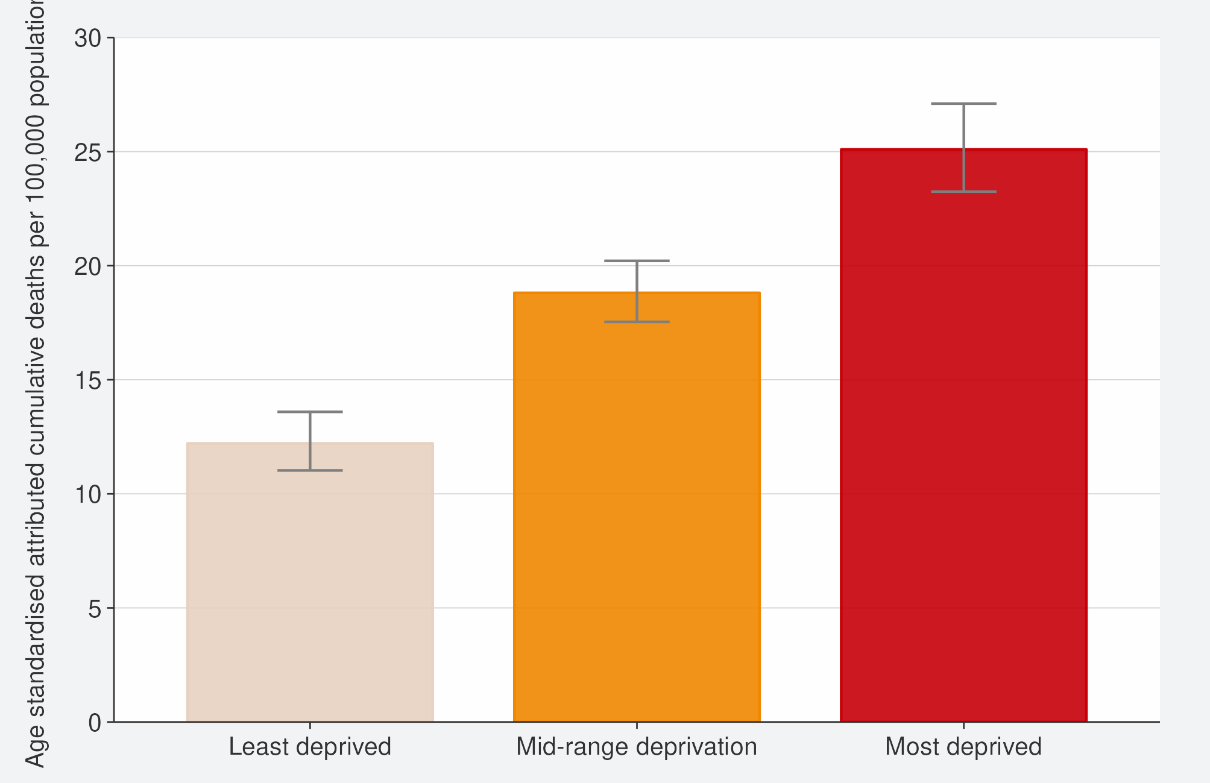 Age standardised attributed cumulative deaths per 100,000 population
30
25
20
15
10
5
0
Least deprived
Mid-range deprivation
Most deprived